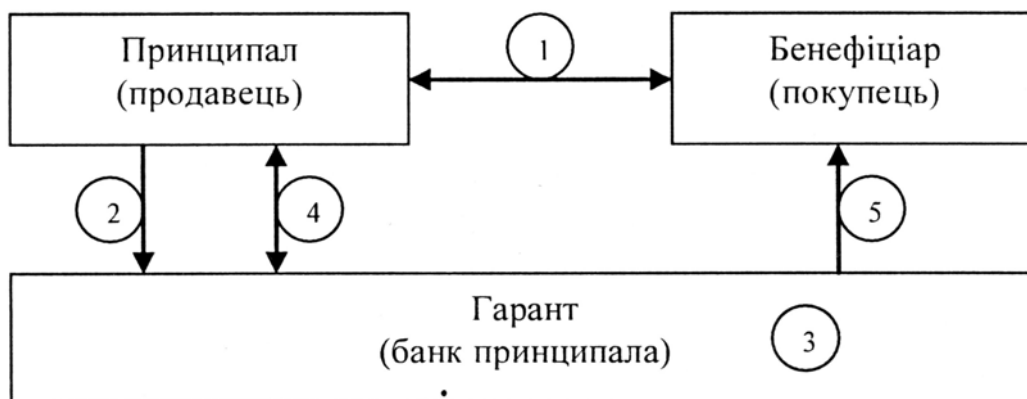 Принципал
(продавець)
1
Бенефіціар
(покупець)
2
4
5
Гарант
(банк принципала)
3